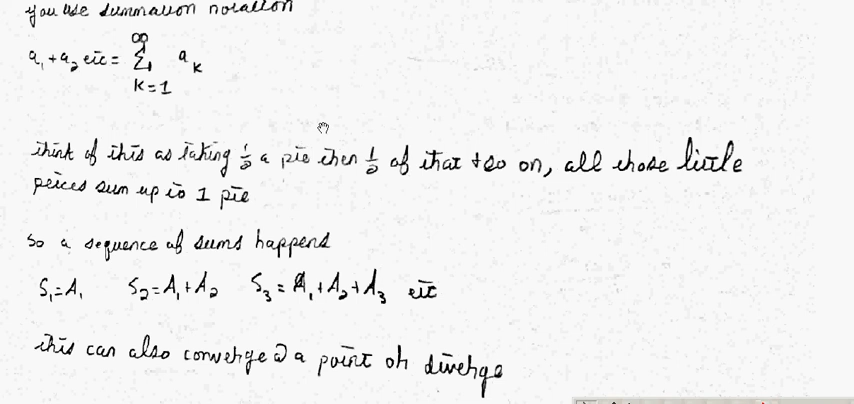 you use summation notation
a₁ + a₂ etc = ∞ Σ k=1 aₖ
think of this as taking ½ a pie then ½ of that + so on, all those little
peices sum up to 1 pie
so a sequence of sums happens
S₁=A₁ S₂=A₁+A₂ S₃=A₁+A₂+A₃ etc
this can also converge @ a point or diverge